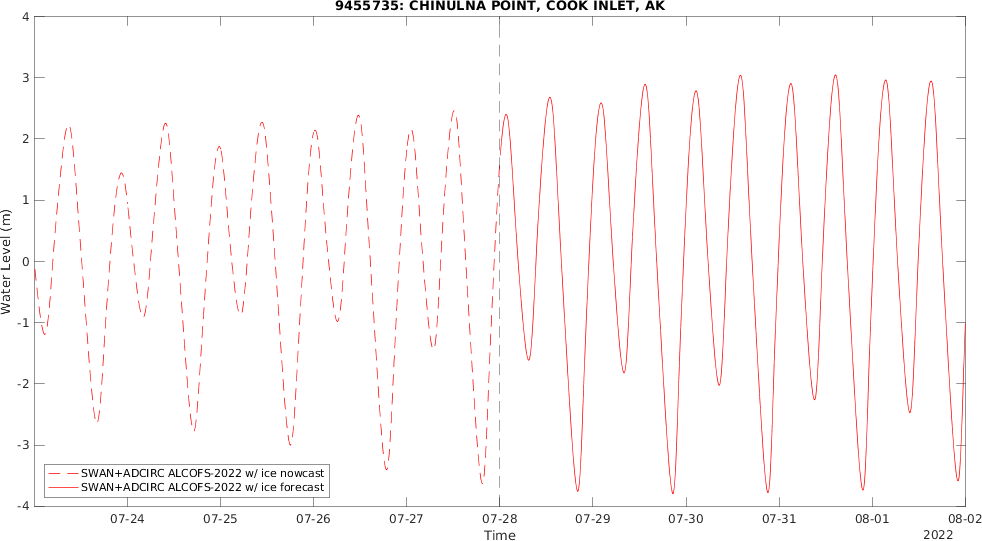 9455735: CHINULNA POINT, COOK INLET, AK
Water Level (m)
4
3
2
1
0
-1
-2
-3
-4
SWAN+ADCIRC ALCOFS-2022 w/ ice nowcast
SWAN+ADCIRC ALCOFS-2022 w/ ice forecast
07-24 07-25 07-26 07-27 07-28 07-29 07-30 07-31 08-01 08-02
Time
2022